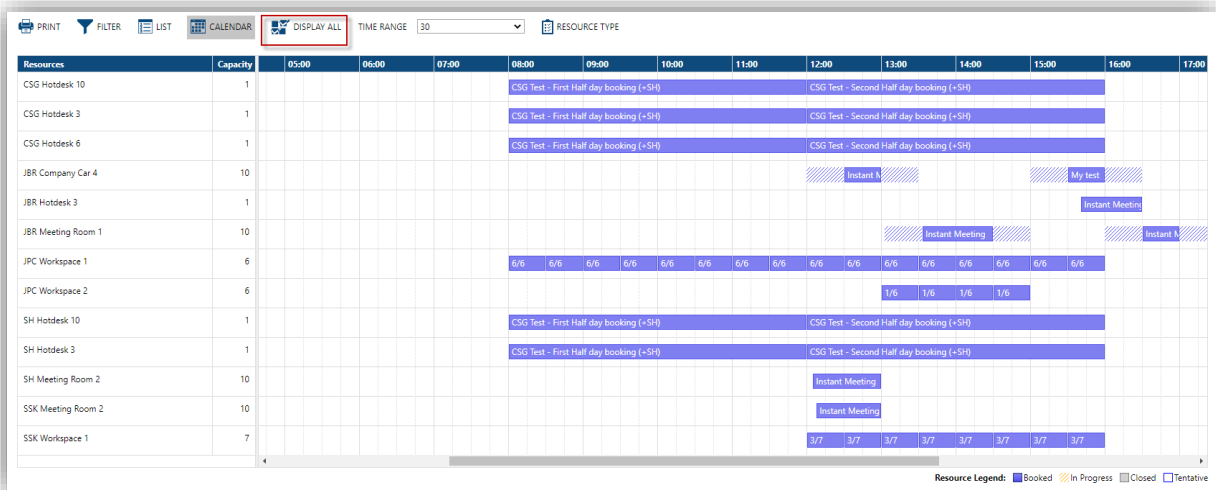 PRINT FILTER LIST CALENDAR DISPLAY ALL TIME RANGE 30 RESOURCE TYPE
Resources Capacity 05:00 06:00 07:00 08:00 09:00 10:00 11:00 12:00 13:00 14:00 15:00 16:00 17:00
CSG Hotdesk 10 1 CSG Test - First Half day booking (+SH) CSG Test - Second Half day booking (+SH)
CSG Hotdesk 3 1 CSG Test - First Half day booking (+SH) CSG Test - Second Half day booking (+SH)
CSG Hotdesk 6 1 CSG Test - First Half day booking (+SH) CSG Test - Second Half day booking (+SH)
JBR Company Car 4 10 Instant M My test
JBR Hotdesk 3 1 Instant Meeting
JBR Meeting Room 1 10 Instant Meeting Instant M
JPC Workspace 1 6 6/6 6/6 6/6 6/6 6/6 6/6 6/6 6/6 6/6 6/6 6/6 6/6 6/6 6/6 6/6 6/6
JPC Workspace 2 6 1/6 1/6 1/6 1/6
SH Hotdesk 10 1 CSG Test - First Half day booking (+SH) CSG Test - Second Half day booking (+SH)
SH Hotdesk 3 1 CSG Test - First Half day booking (+SH) CSG Test - Second Half day booking (+SH)
SH Meeting Room 2 10 Instant Meeting
SSK Meeting Room 2 10 Instant Meeting
SSK Workspace 1 7 3/7 3/7 3/7 3/7 3/7 3/7 3/7 3/7
Resource Legend: Booked In Progress Closed Tentative